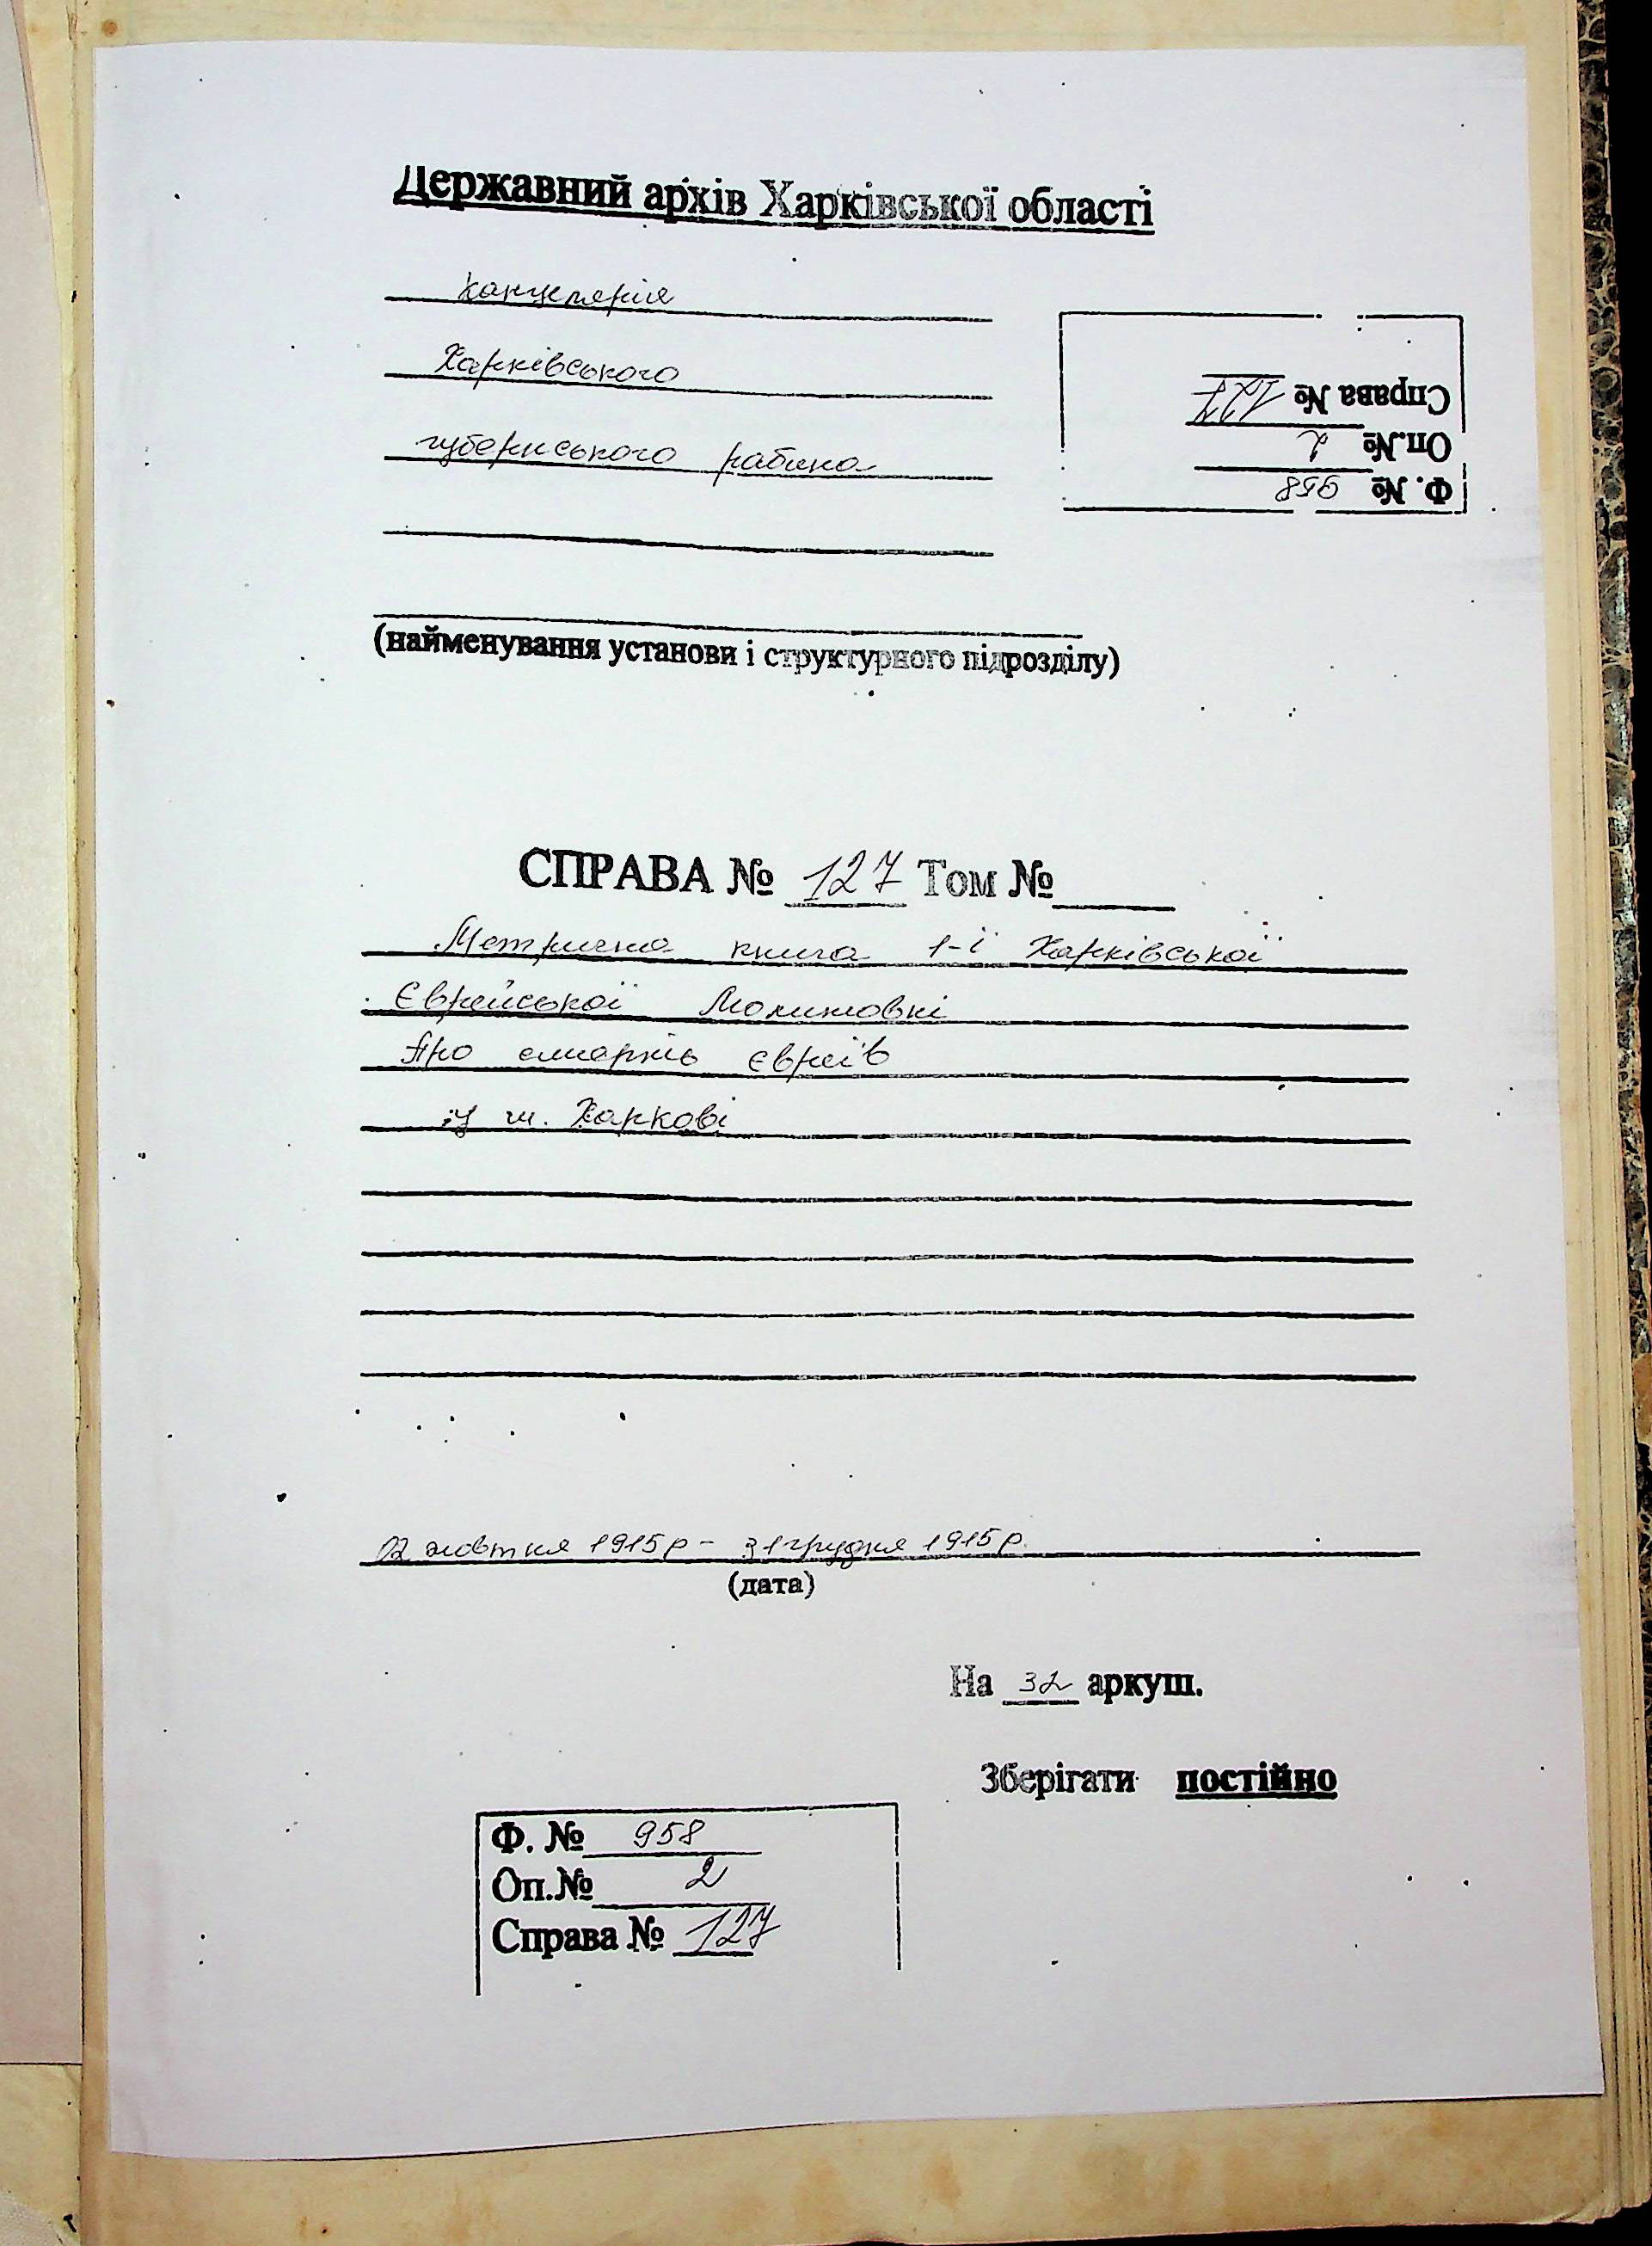 Державний архів Харківської області
Канцелярія
Харківського
губернського рабина
Справа № 127
Оп.№ 2
Ф. № 958
(найменування установи і структурного підрозділу)
СПРАВА № 127 Том №
Метрична книга 1-ї Харківської
Єврейської Молитовні
Про смерть євреїв
у м. Харкові
02 жовтня 1915р - 31 грудня 1915р.
(дата)
На 32 аркуш.
Зберігати постійно
Ф. № 958
Оп.№ 2
Справа № 127